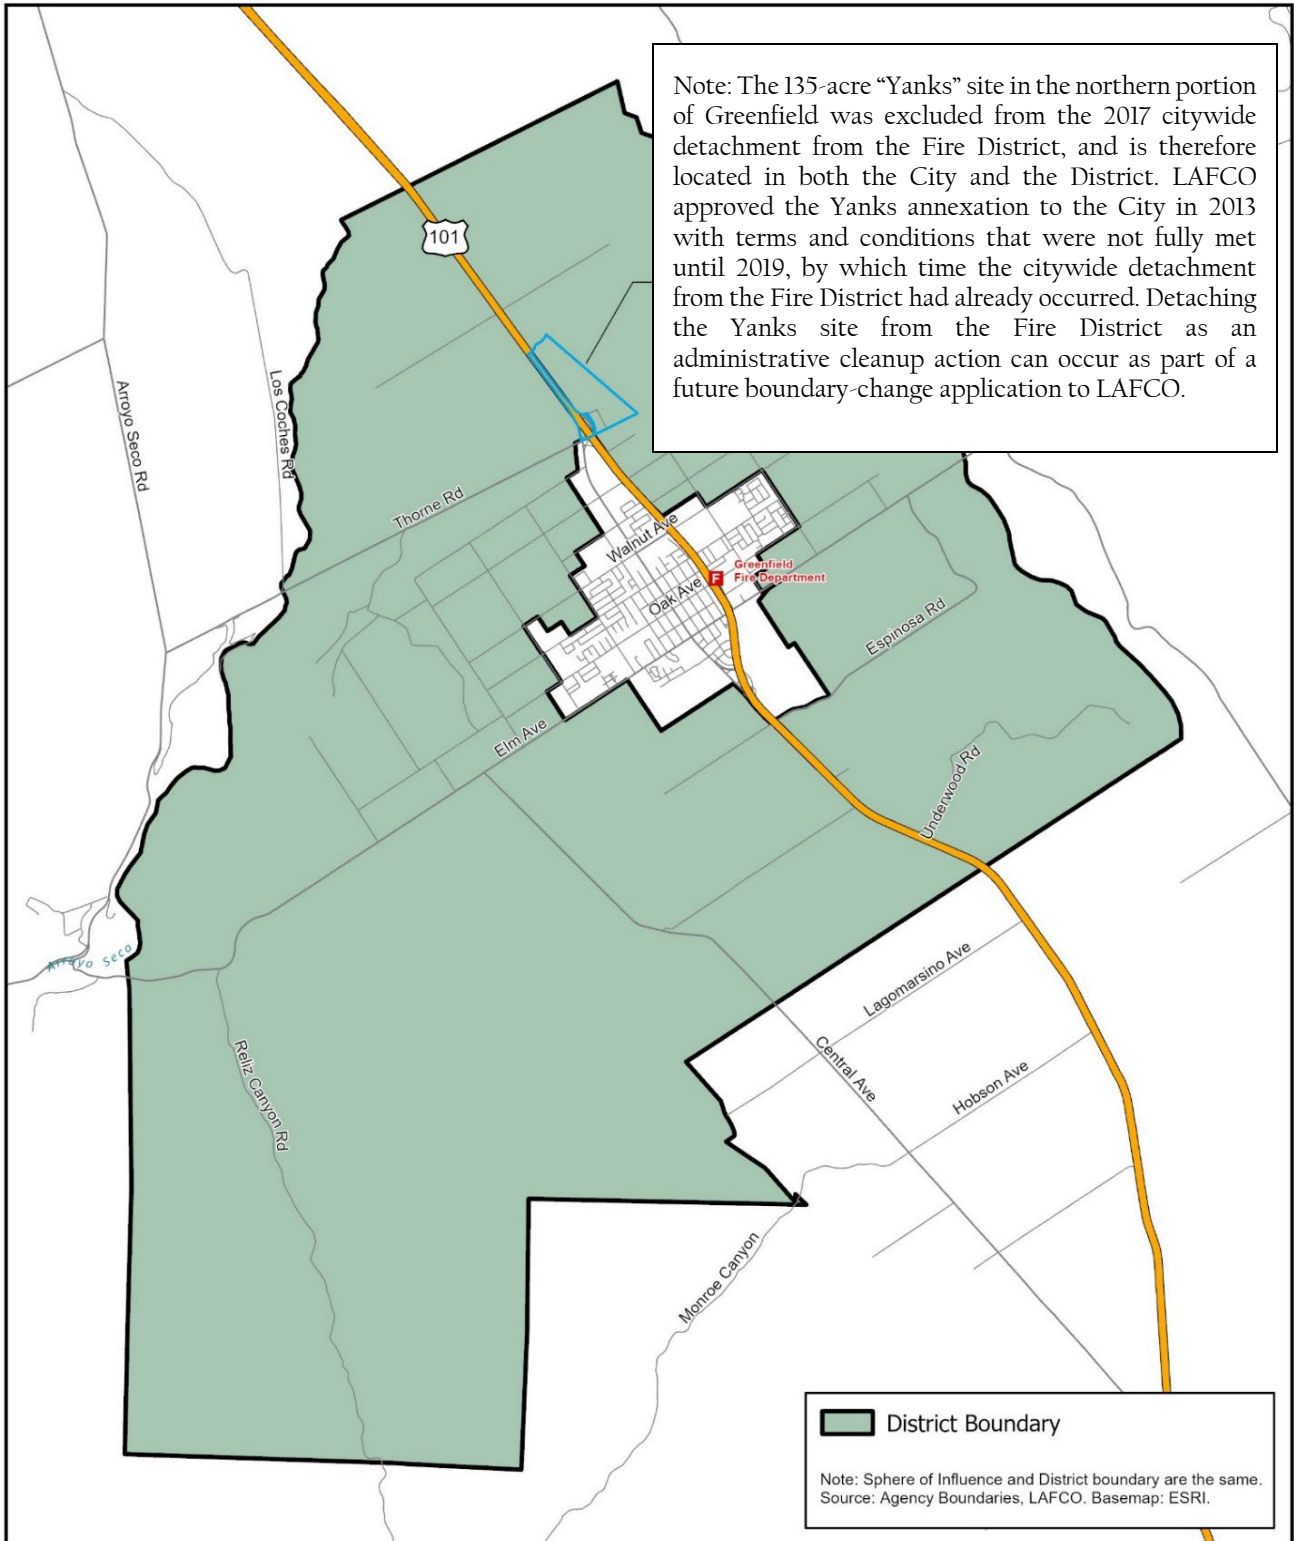 Note: The 135-acre “Yanks” site in the northern portion
of Greenfield was excluded from the 2017 citywide
detachment from the Fire District, and is therefore
located in both the City and the District. LAFCO
approved the Yanks annexation to the City in 2013
with terms and conditions that were not fully met
until 2019, by which time the citywide detachment
from the Fire District had already occurred. Detaching
the Yanks site from the Fire District as an
administrative cleanup action can occur as part of a
future boundary-change application to LAFCO.
101
Arroyo Seco Rd
Los Coches Rd
Thorne Rd
Walnut Ave
Oak Ave
F
Greenfield
Fire Department
Espinosa Rd
Elm Ave
Underwood Rd
Arroyo Seco
Lagomarsino Ave
Central Ave
Hobson Ave
Reliz Canyon Rd
Monroe Canyon
District Boundary
Note: Sphere of Influence and District boundary are the same.
Source: Agency Boundaries, LAFCO. Basemap: ESRI.